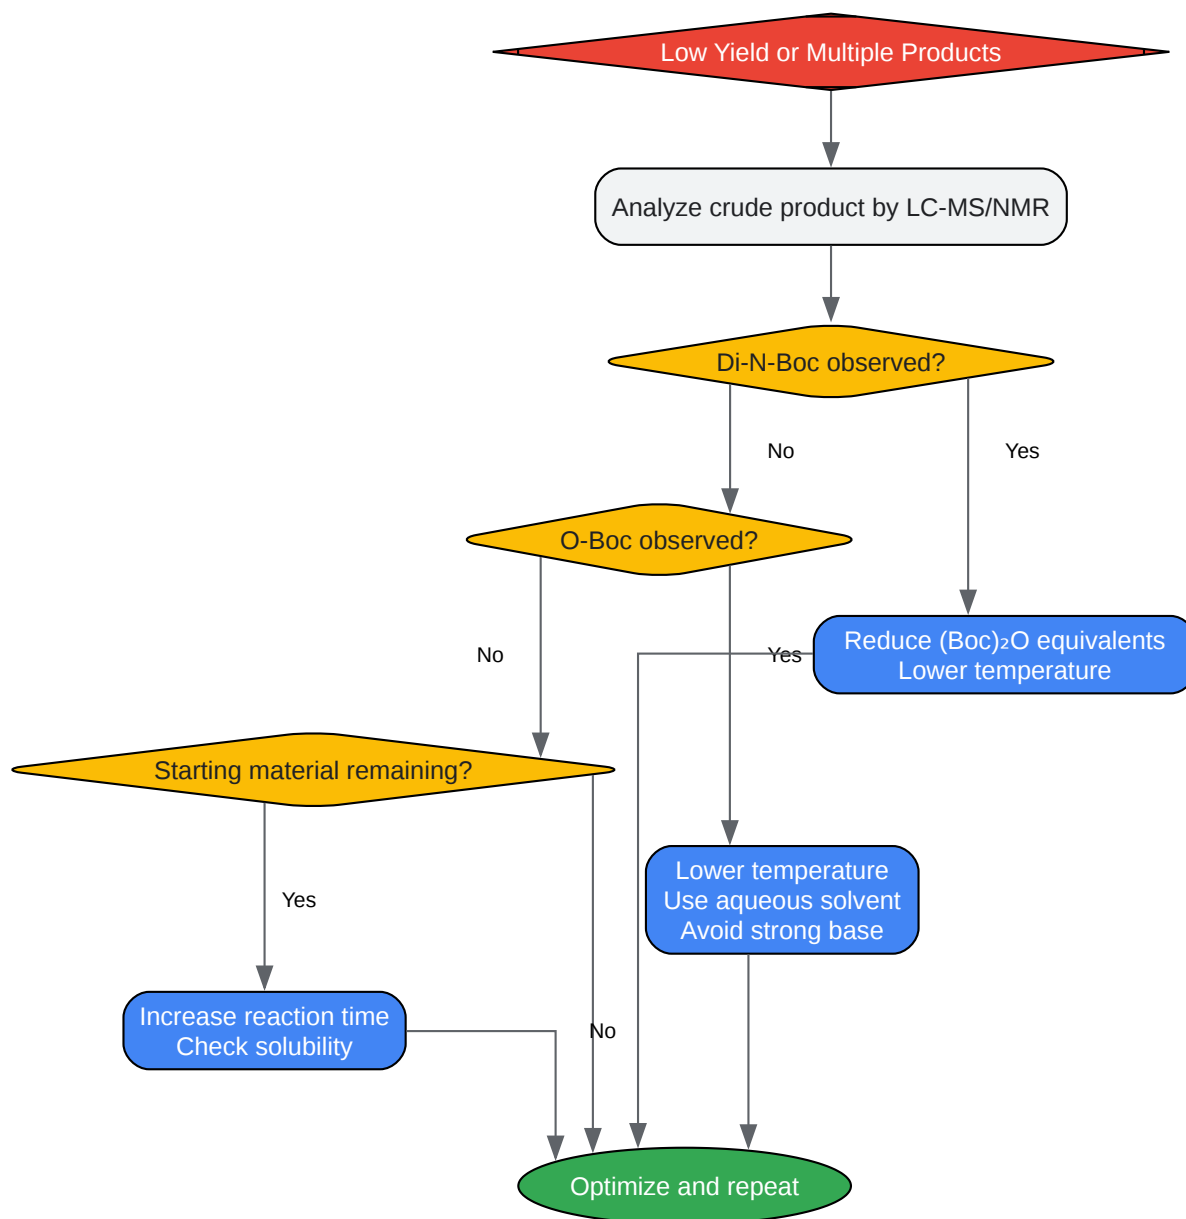 Low Yield or Multiple Products
Analyze crude product by LC-MS/NMR
Di-N-Boc observed?
No
Yes
O-Boc observed?
No
Yes
Reduce (Boc)₂O equivalents
Lower temperature
Starting material remaining?
Lower temperature
Use aqueous solvent
Avoid strong base
Yes
Increase reaction time
Check solubility
No
Optimize and repeat